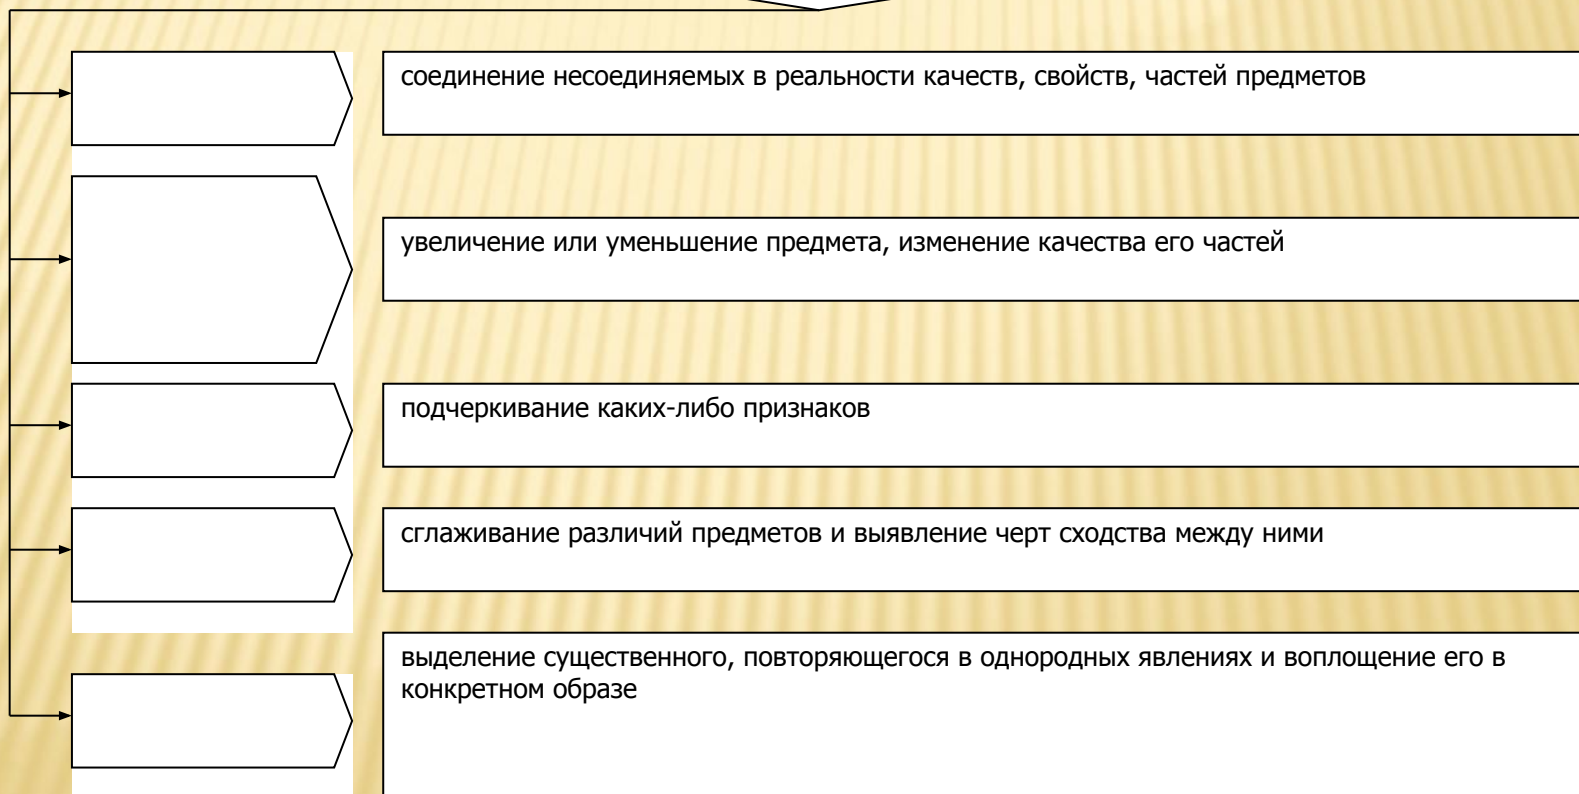 соединение несоединяемых в реальности качеств, свойств, частей предметов
увеличение или уменьшение предмета, изменение качества его частей
подчеркивание каких-либо признаков
сглаживание различий предметов и выявление черт сходства между ними
выделение существенного, повторяющегося в однородных явлениях и воплощение его в
конкретном образе